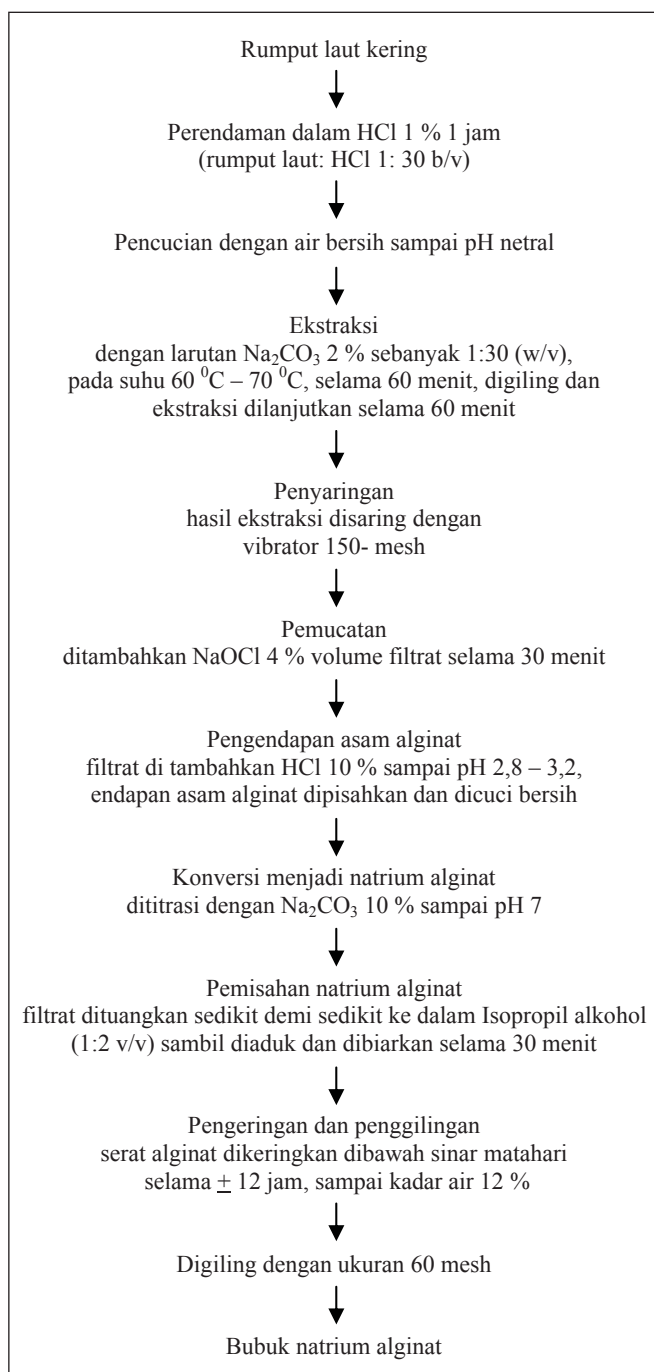 Rumput laut kering
Perendaman dalam HCl 1 % 1 jam
(rumput laut: HCl 1: 30 b/v)
Pencucian dengan air bersih sampai pH netral
Ekstraksi
dengan larutan Na₂CO₃ 2 % sebanyak 1:30 (w/v),
pada suhu 60 ⁰C – 70 ⁰C, selama 60 menit, digiling dan
ekstraksi dilanjutkan selama 60 menit
Penyaringan
hasil ekstraksi disaring dengan
vibrator 150- mesh
Pemucatan
ditambahkan NaOCl 4 % volume filtrat selama 30 menit
Pengendapan asam alginat
filtrat di tambahkan HCl 10 % sampai pH 2,8 – 3,2,
endapan asam alginat dipisahkan dan dicuci bersih
Konversi menjadi natrium alginat
dititrasi dengan Na₂CO₃ 10 % sampai pH 7
Pemisahan natrium alginat
filtrat dituangkan sedikit demi sedikit ke dalam Isopropil alkohol
(1:2 v/v) sambil diaduk dan dibiarkan selama 30 menit
Pengeringan dan penggilingan
serat alginat dikeringkan dibawah sinar matahari
selama ± 12 jam, sampai kadar air 12 %
Digiling dengan ukuran 60 mesh
Bubuk natrium alginat